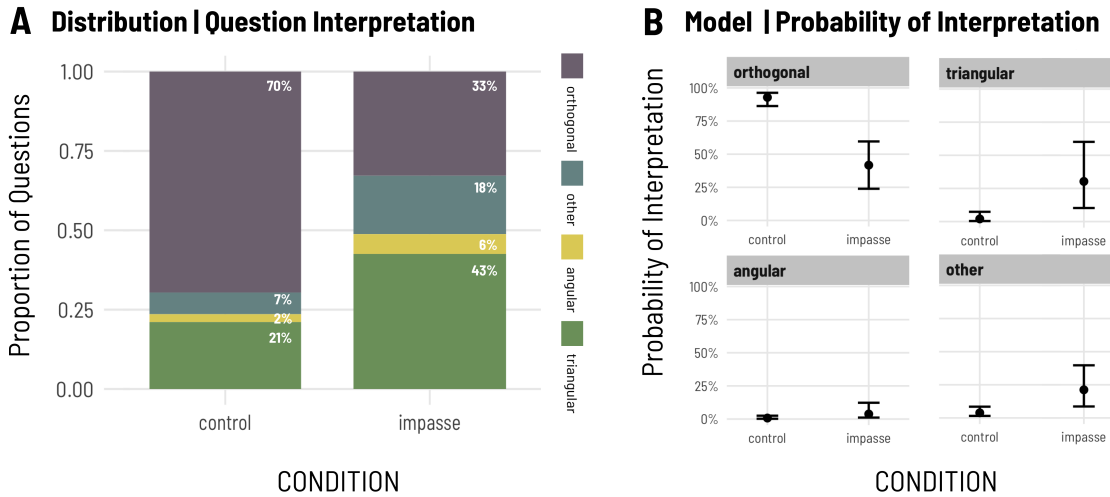 A Distribution | Question Interpretation
Proportion of Questions
1.00
0.75
0.50
0.25
0.00
70%
7%
2%
21%
33%
18%
6%
43%
control
impasse
CONDITION
orthogonal
other
angular
triangular
B Model | Probability of Interpretation
Probability of Interpretation
orthogonal
100%
75%
50%
25%
0%
control
impasse
triangular
control
impasse
angular
100%
75%
50%
25%
0%
control
impasse
other
control
impasse
CONDITION